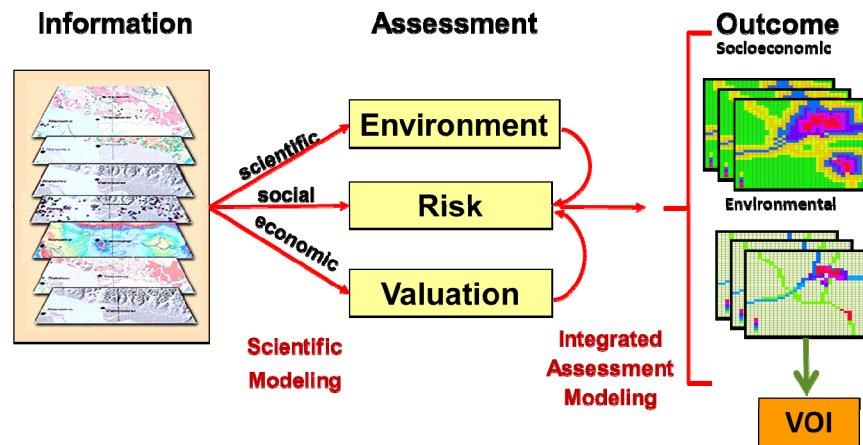 Information
Assessment
Outcome
Socioeconomic
scientific
social
economic
Environment
Risk
Valuation
Environmental
Scientific
Modeling
Integrated
Assessment
Modeling
VOI